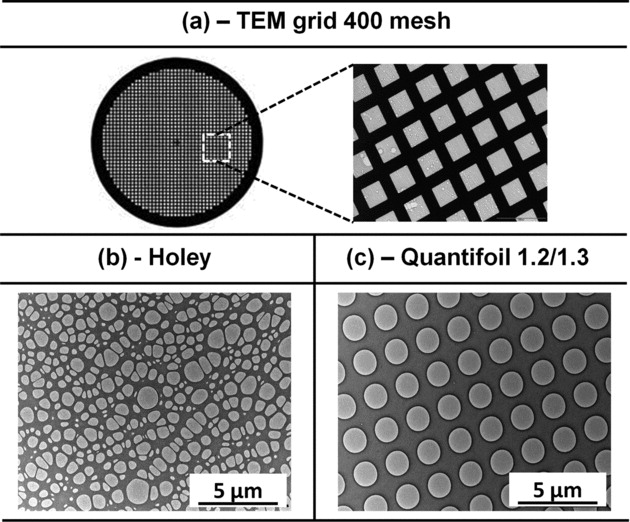 (a) – TEM grid 400 mesh
(b) - Holey
(c) – Quantifoil 1.2/1.3
5 µm
5 µm